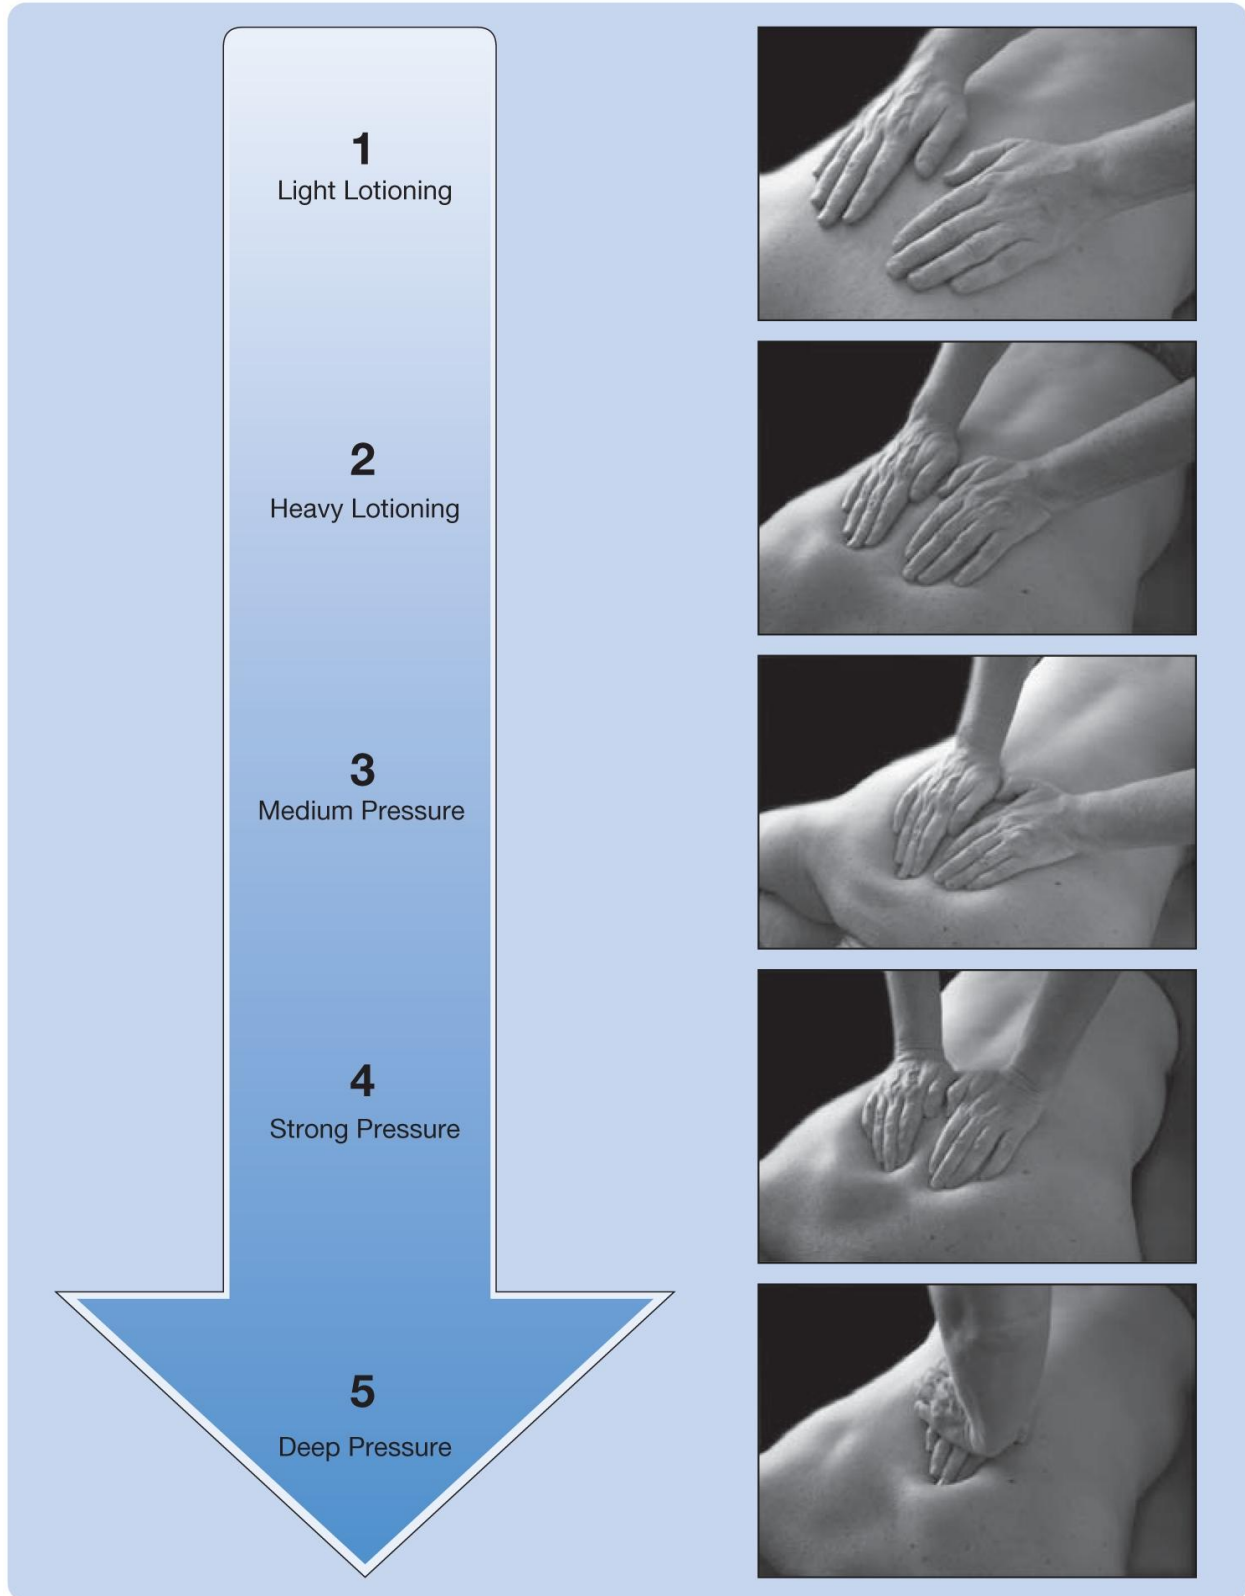 1
Light Lotioning
2
Heavy Lotioning
3
Medium Pressure
4
Strong Pressure
5
Deep Pressure